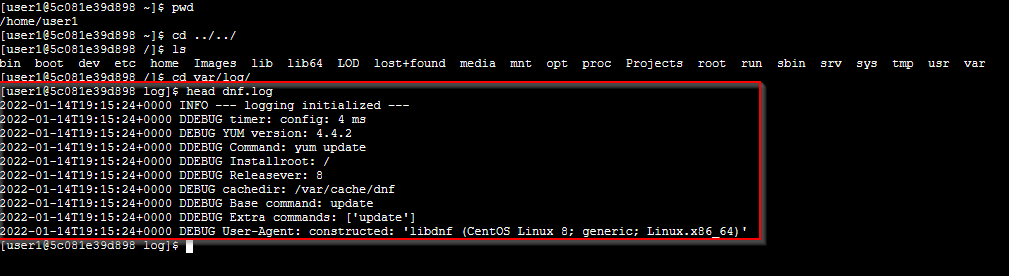 [user1@5c081e39d898 ~]$ pwd
/home/user1
[user1@5c081e39d898 ~]$ cd ../../
[user1@5c081e39d898 /]$ ls
bin boot dev etc home Images lib lib64 LOD lost+found media mnt opt proc Projects root run sbin srv sys tmp usr var
[user1@5c081e39d898 /]$ cd var/log/
[user1@5c081e39d898 log]$ head dnf.log
2022-01-14T19:15:24+0000 INFO --- logging initialized ---
2022-01-14T19:15:24+0000 DDEBUG timer: config: 4 ms
2022-01-14T19:15:24+0000 DEBUG YUM version: 4.4.2
2022-01-14T19:15:24+0000 DDEBUG Command: yum update
2022-01-14T19:15:24+0000 DDEBUG Installroot: /
2022-01-14T19:15:24+0000 DDEBUG Releasever: 8
2022-01-14T19:15:24+0000 DEBUG cachedir: /var/cache/dnf
2022-01-14T19:15:24+0000 DDEBUG Base command: update
2022-01-14T19:15:24+0000 DDEBUG Extra commands: ['update']
2022-01-14T19:15:24+0000 DEBUG User-Agent: constructed: 'libdnf (CentOS Linux 8; generic; Linux.x86_64)'
[user1@5c081e39d898 log]$